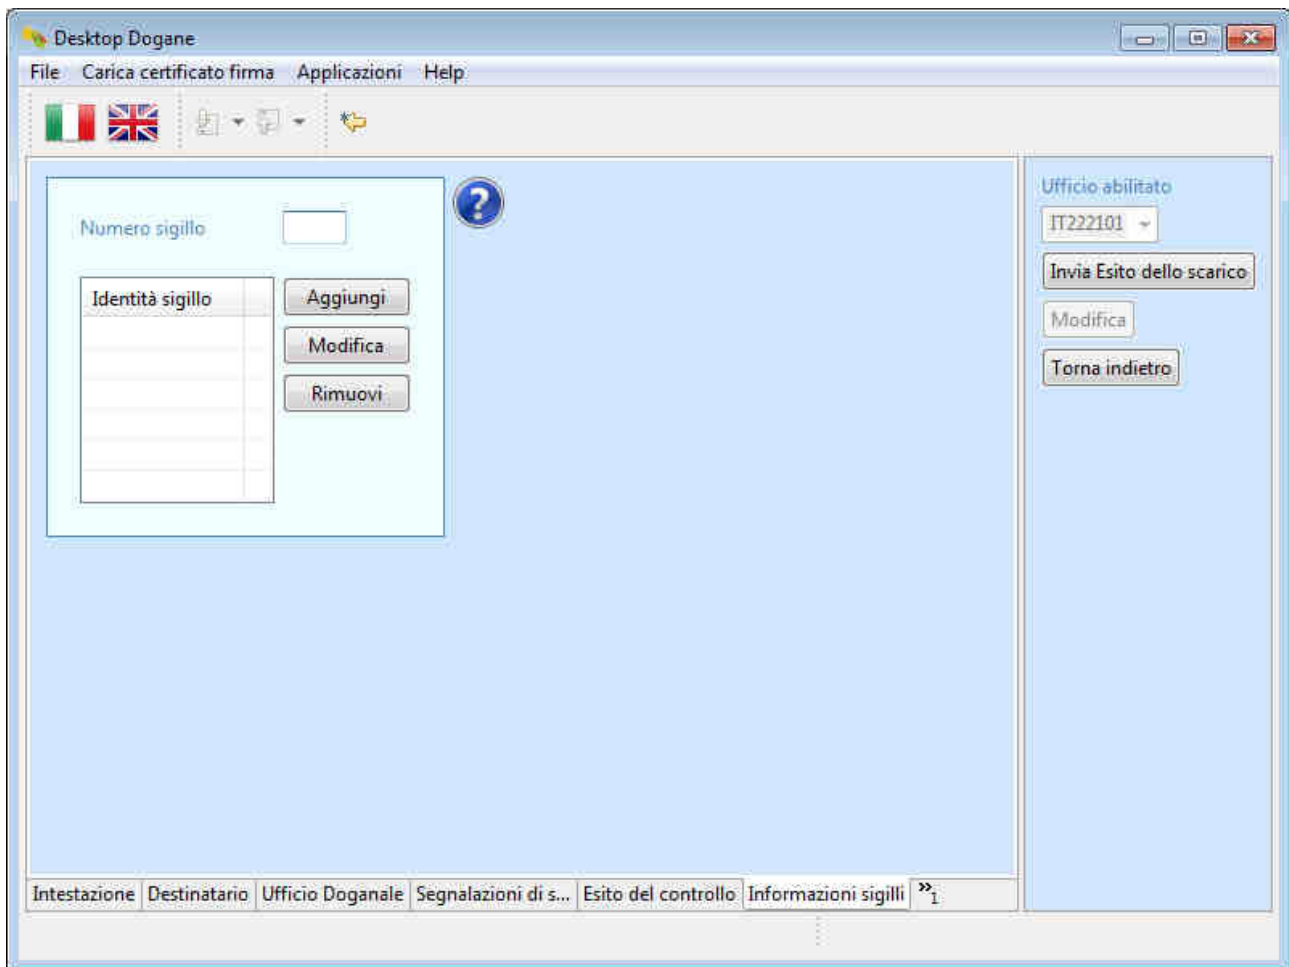 Desktop Dogane
File Carica certificato firma Applicazioni Help
Numero sigillo
Identità sigillo
Aggiungi
Modifica
Rimuovi
Ufficio abilitato
IT222101
Invia Esito dello scarico
Modifica
Torna indietro
Intestazione Destinatario Ufficio Doganale Segnalazioni di s... Esito del controllo Informazioni sigilli »1